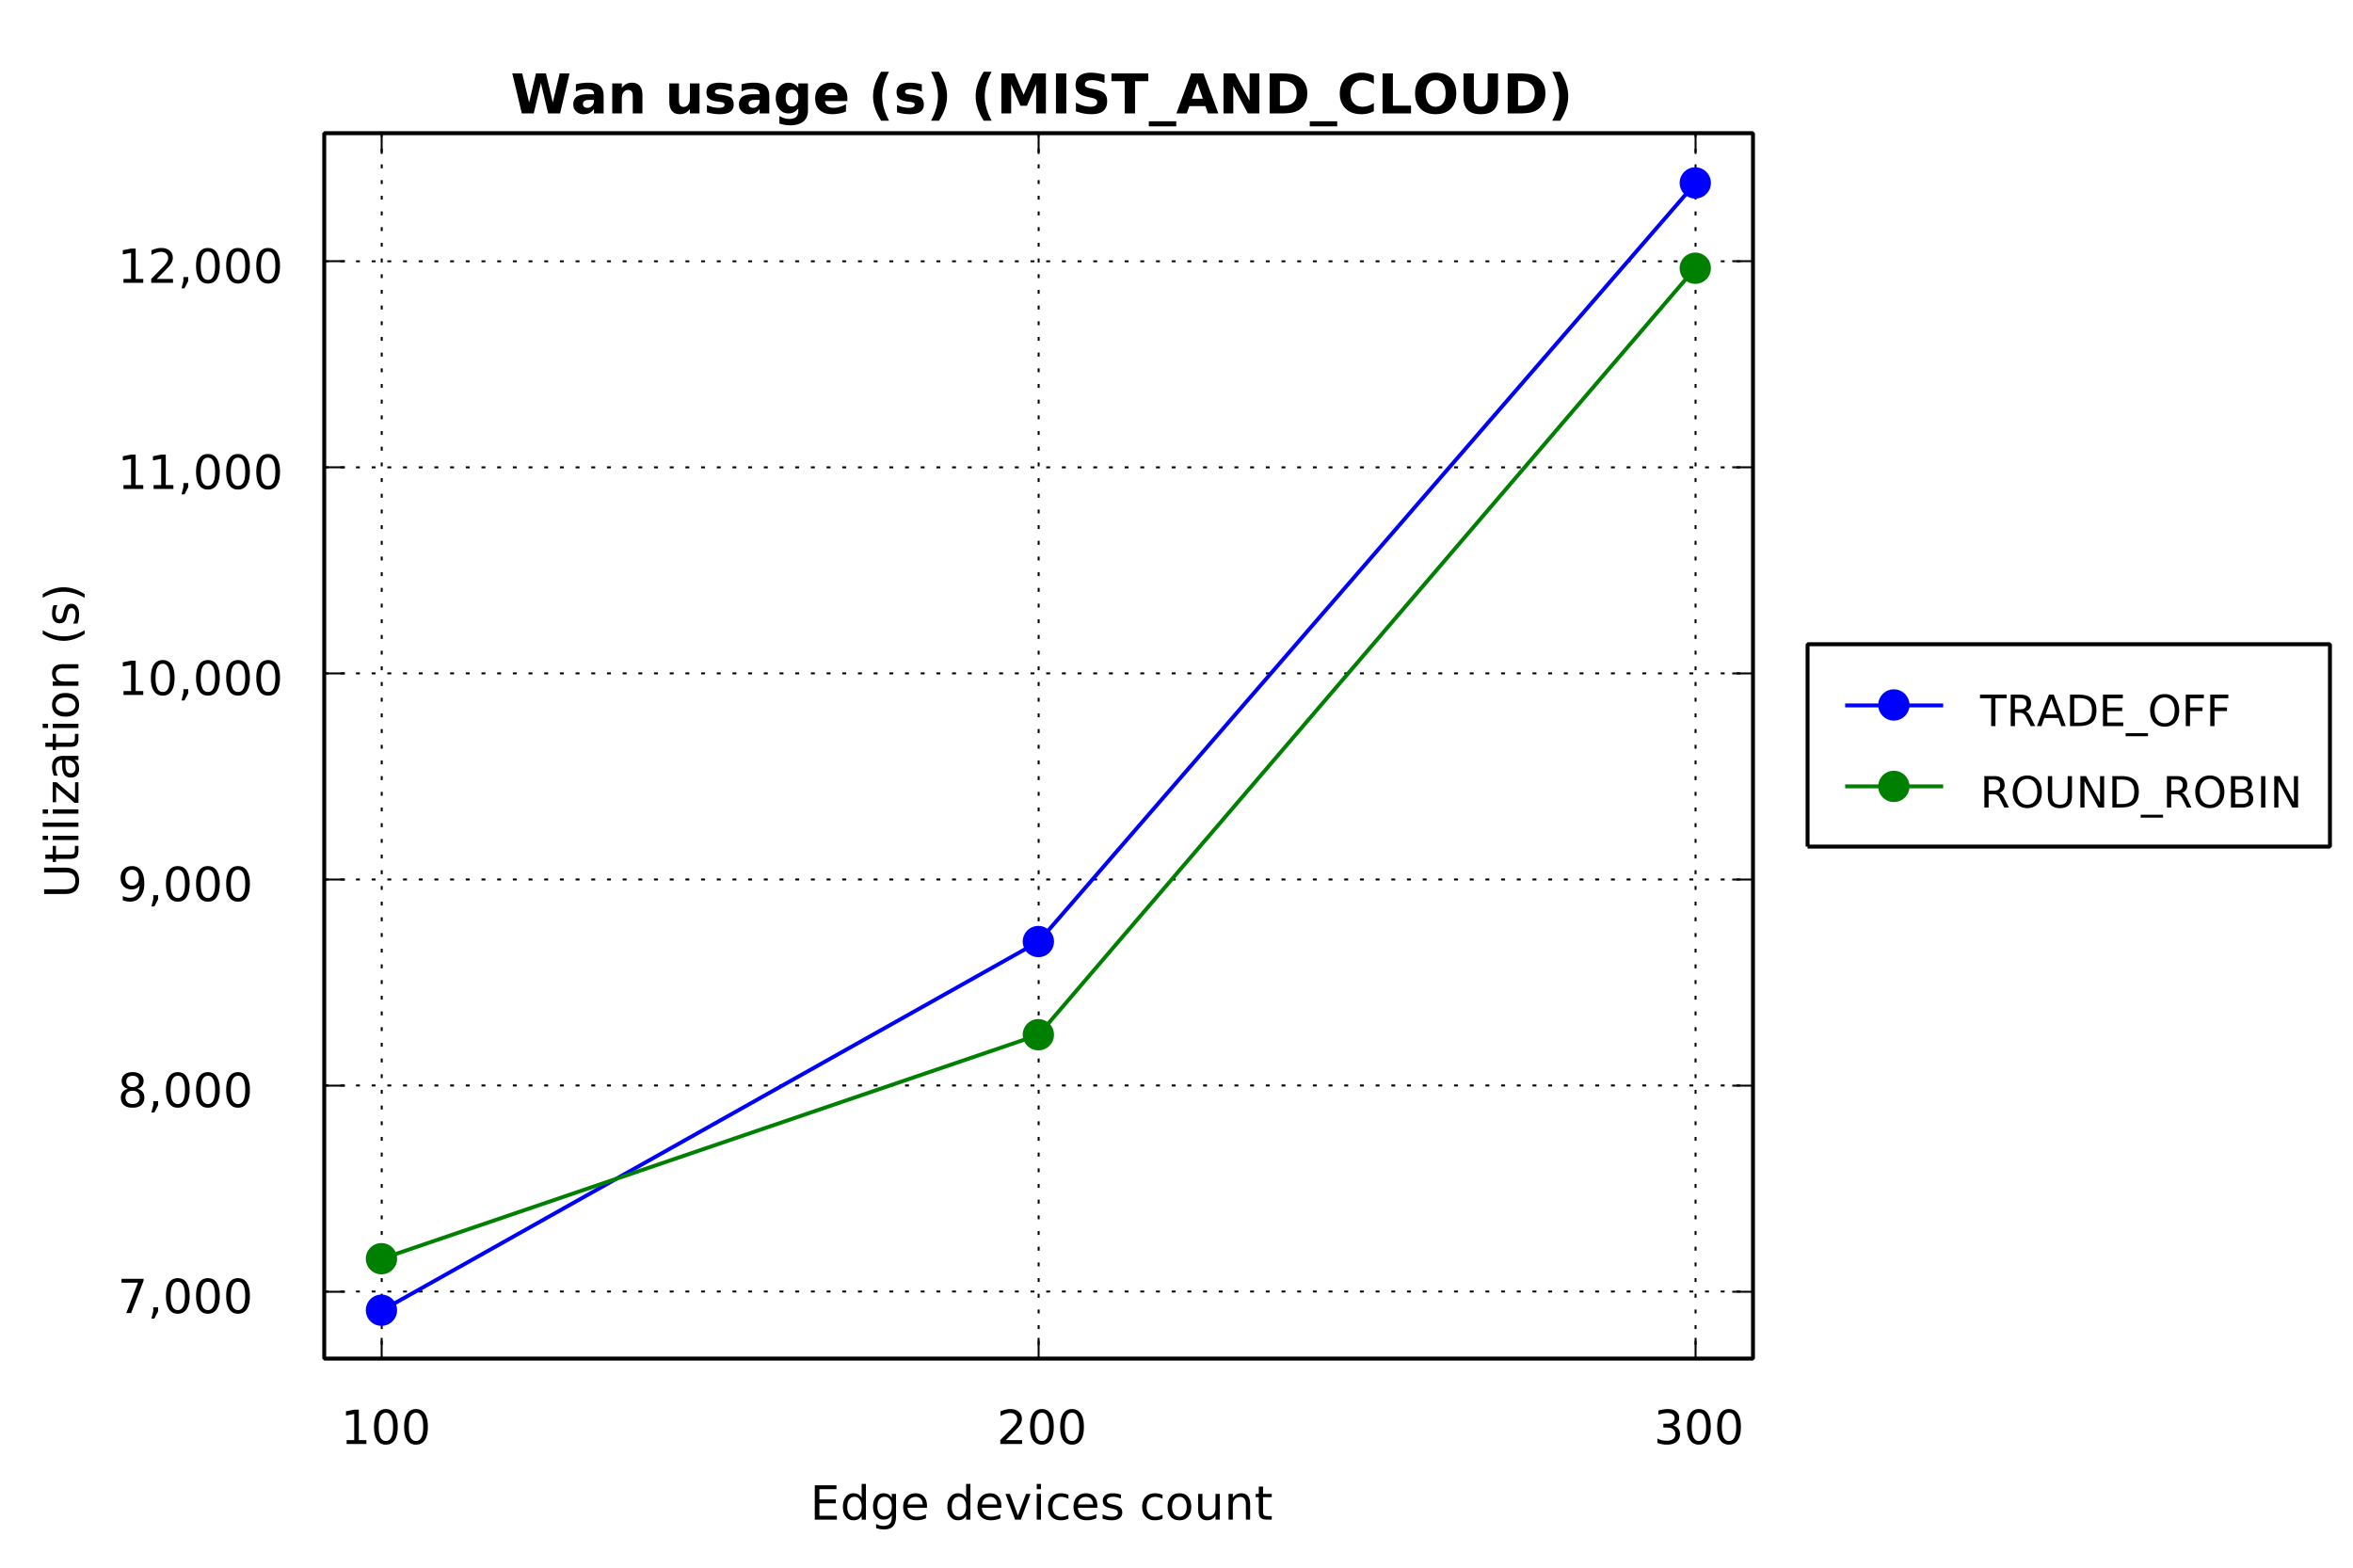 Wan usage (s) (MIST_AND_CLOUD)
12,000
11,000
10,000
9,000
8,000
7,000
Utilization (s)
100
200
300
Edge devices count
TRADE_OFF
ROUND_ROBIN